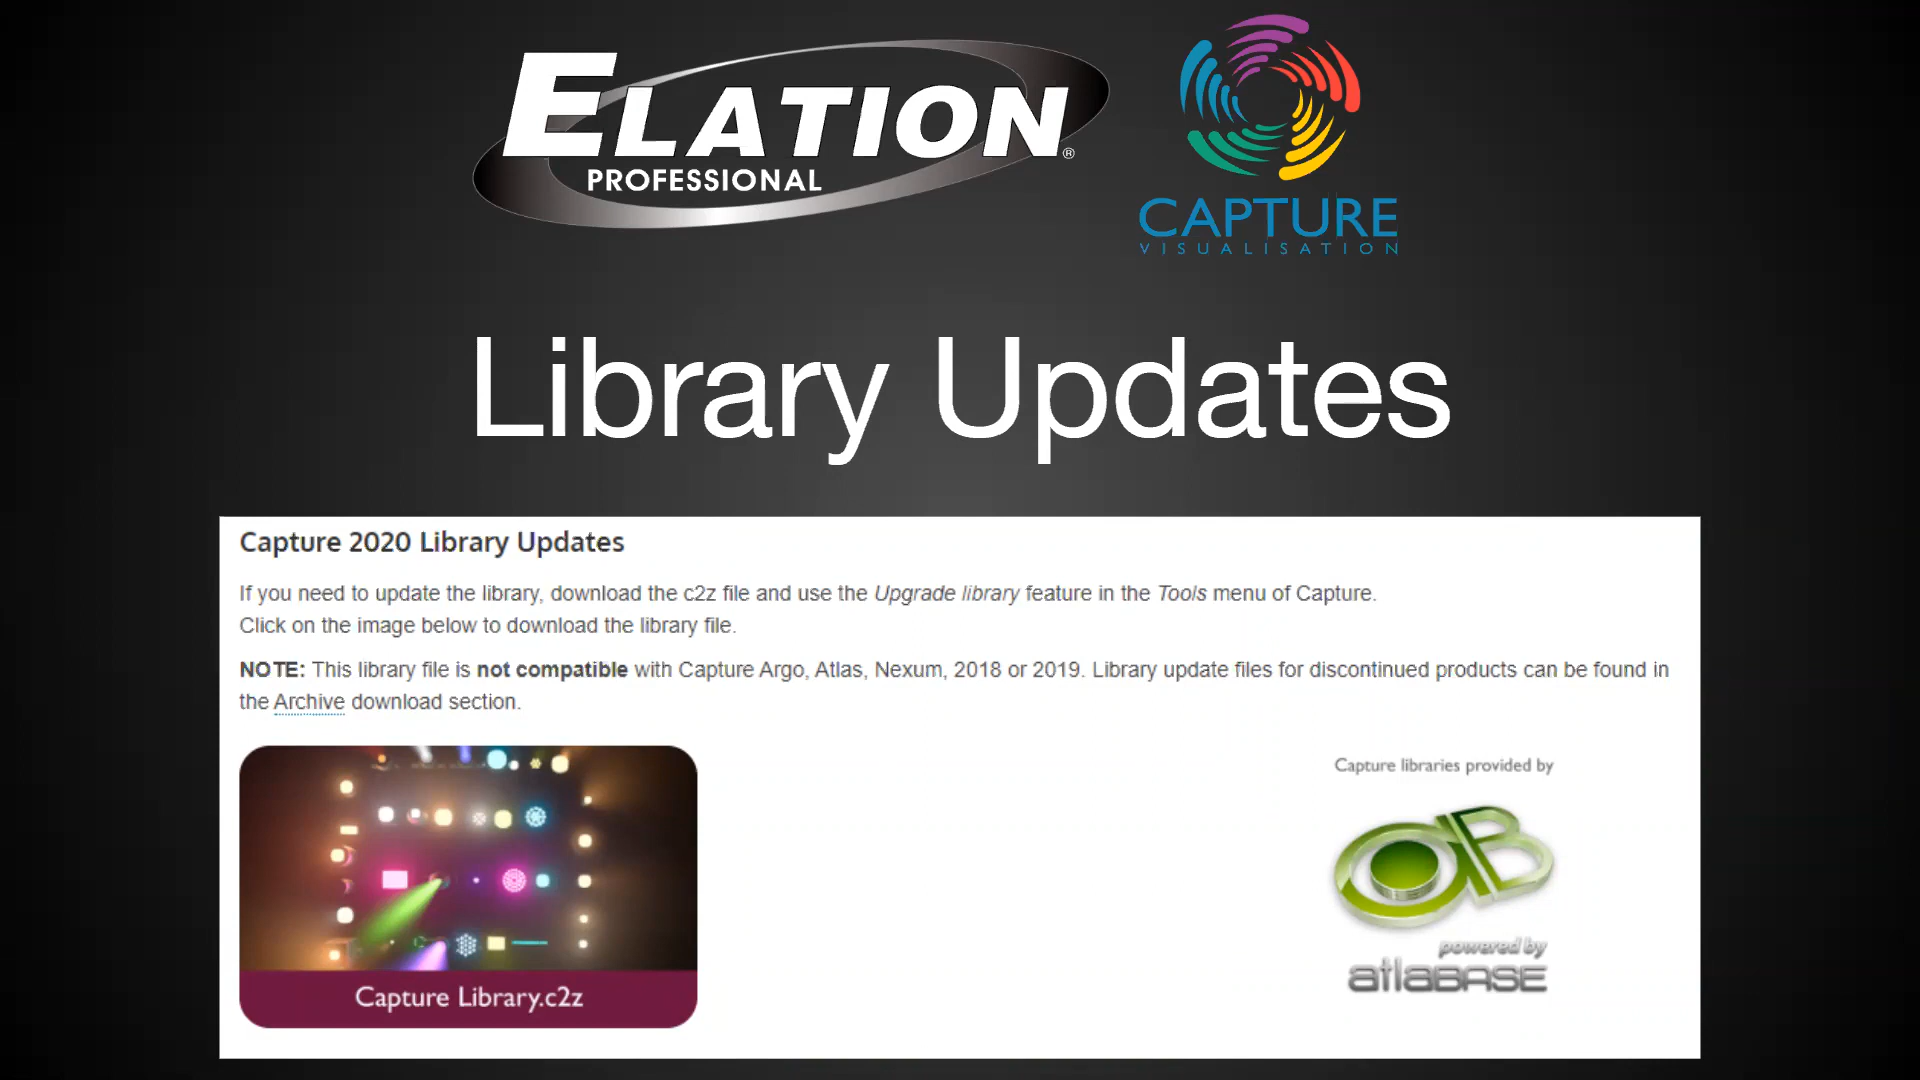 ELATION®
PROFESSIONAL
CAPTURE
VISUALISATION
Library Updates
Capture 2020 Library Updates
If you need to update the library, download the c2z file and use the Upgrade library feature in the Tools menu of Capture.
Click on the image below to download the library file.
NOTE: This library file is not compatible with Capture Argo, Atlas, Nexum, 2018 or 2019. Library update files for discontinued products can be found in
the Archive download section.
Capture Library.c2z
Capture libraries provided by
powered by
atlaBASE